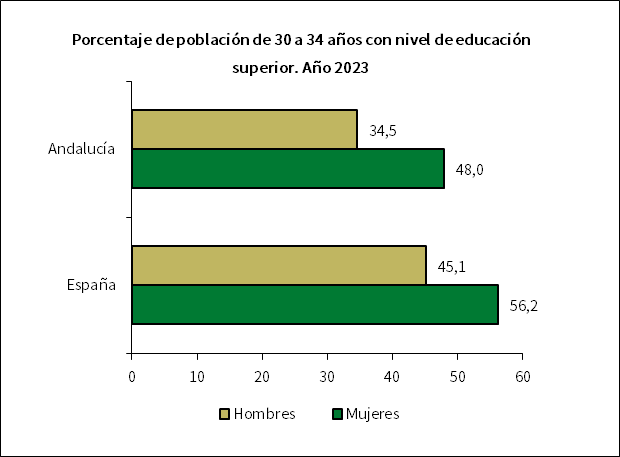 Porcentaje de población de 30 a 34 años con nivel de educación
superior. Año 2023
Andalucía
34,5
48,0
España
45,1
56,2
0 10 20 30 40 50 60
Hombres Mujeres